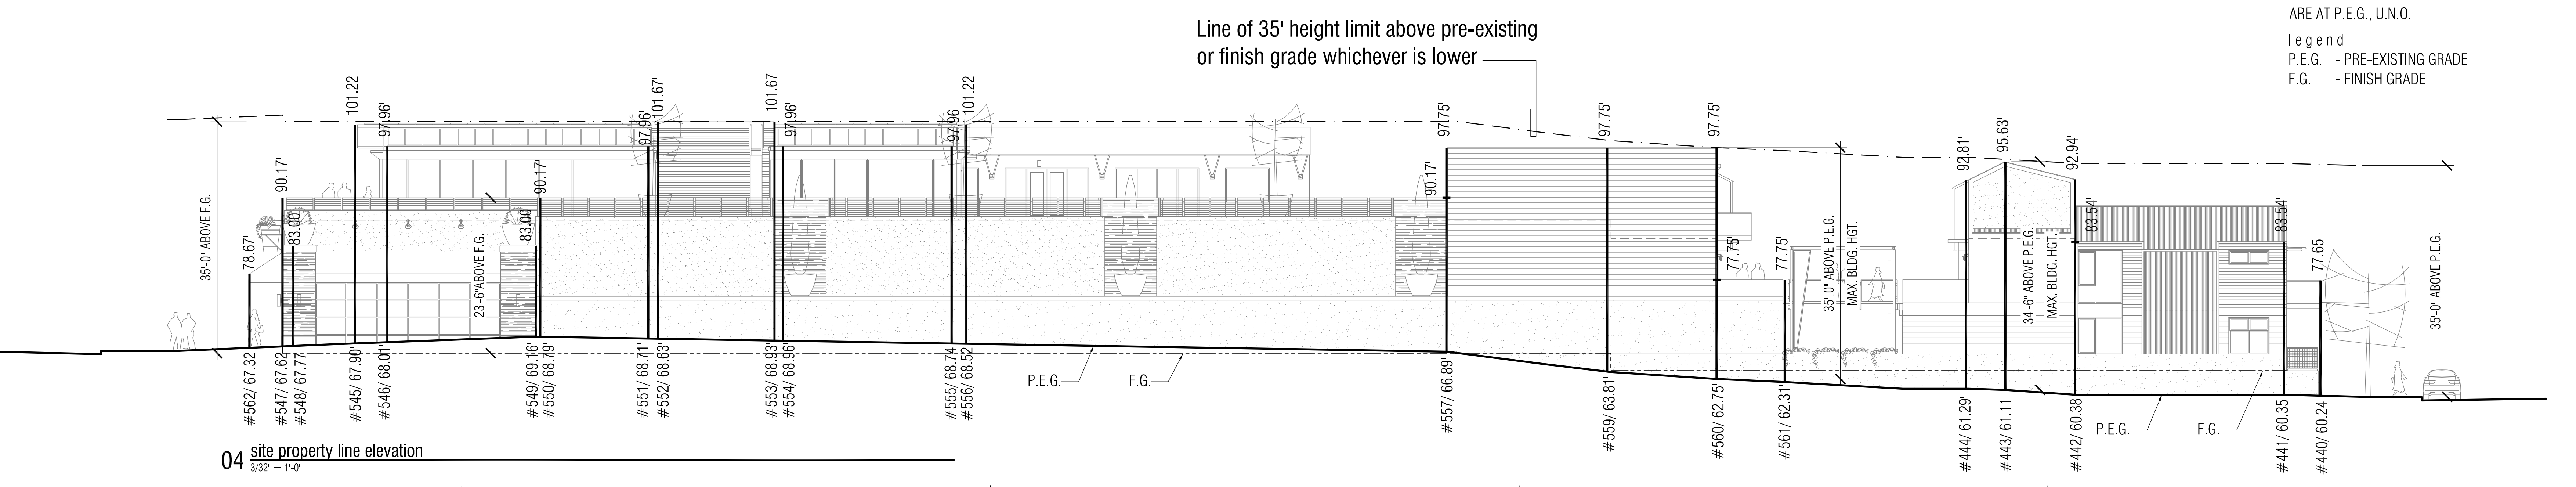 ARE AT P.E.G., U.N.O.
legend
P.E.G. - PRE-EXISTING GRADE
F.G. - FINISH GRADE
Line of 35' height limit above pre-existing
or finish grade whichever is lower
35'-0" ABOVE F.G.
78.67'
90.17'
83.00'
101.22'
97.96'
23'-6"ABOVE F.G.
83.00'
90.17'
97.96'
101.67'
101.67'
97.96'
97.96'
101.22'
90.17'
97.75'
97.75'
97.75'
77.75'
77.75'
35'-0" ABOVE P.E.G.
MAX. BLDG. HGT.
92.81'
95.63'
34'-6" ABOVE P.E.G.
MAX. BLDG. HGT.
92.94'
83.54'
83.54'
77.65'
35'-0" ABOVE P.E.G.
#562/ 67.32'
#547/ 67.62'
#548/ 67.77'
#545/ 67.90'
#546/ 68.01'
#549/ 69.16'
#550/ 68.79'
#551/ 68.71'
#552/ 68.63'
#553/ 68.93'
#554/ 68.96'
#555/ 68.74'
#556/ 68.52'
P.E.G.
F.G.
#557/ 66.89'
#559/ 63.81'
#560/ 62.75'
#561/ 62.31'
#444/ 61.29'
#443/ 61.11'
#442/ 60.38'
P.E.G.
F.G.
#441/ 60.35'
#440/ 60.24'
04 site property line elevation
3/32" = 1'-0"